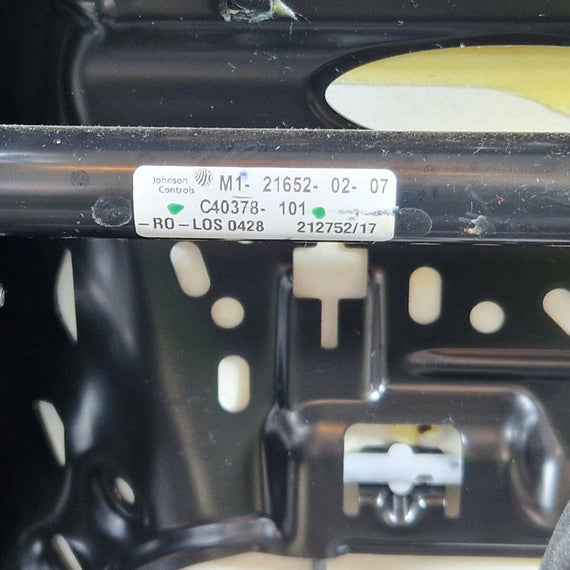 Johnson Controls M1- 21652- 02- 07
C40378- 101
-RO-LOS 0428 212752/17